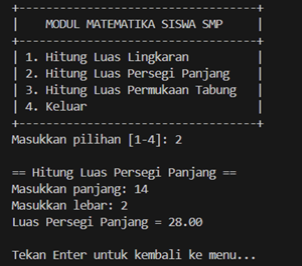 +----------------------------------+
|    MODUL MATEMATIKA SISWA SMP    |
+----------------------------------+
| 1. Hitung Luas Lingkaran         |
| 2. Hitung Luas Persegi Panjang   |
| 3. Hitung Luas Permukaan Tabung  |
| 4. Keluar                        |
+----------------------------------+
Masukkan pilihan [1-4]: 2

== Hitung Luas Persegi Panjang ==
Masukkan panjang: 14
Masukkan lebar: 2
Luas Persegi Panjang = 28.00

Tekan Enter untuk kembali ke menu...